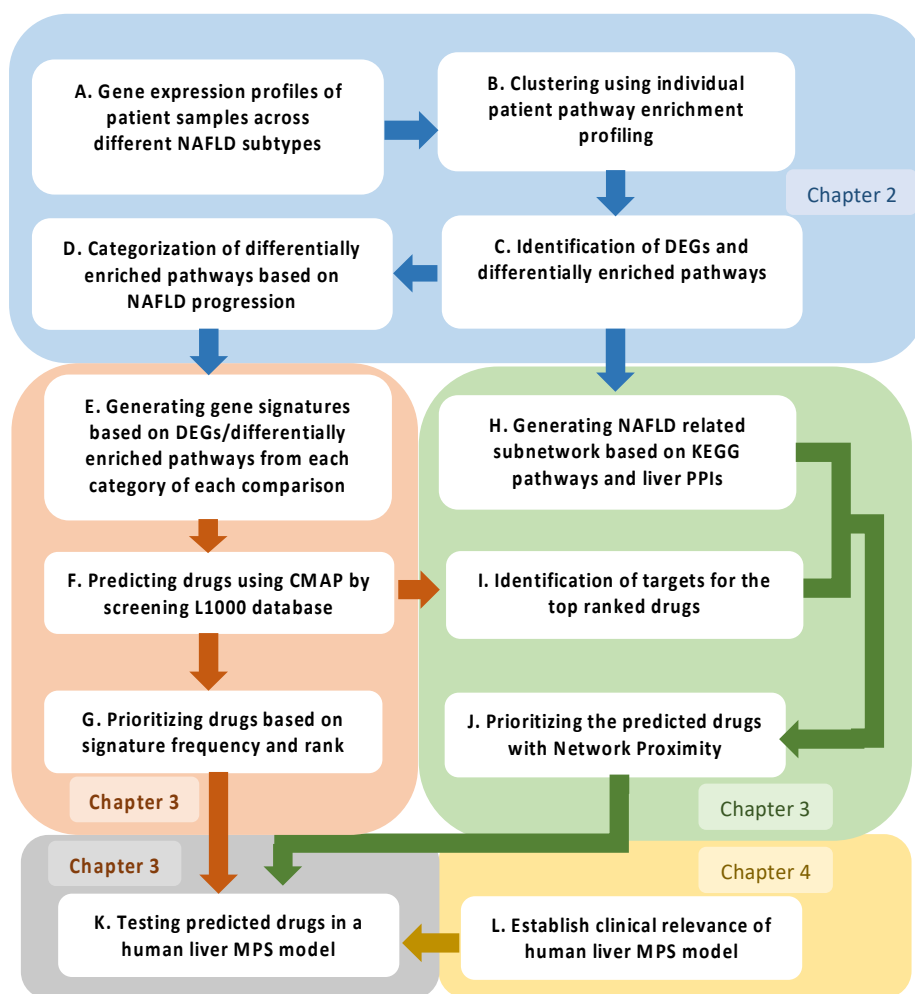 A. Gene expression profiles of
patient samples across
different NAFLD subtypes
B. Clustering using individual
patient pathway enrichment
profiling
Chapter 2
D. Categorization of differentially
enriched pathways based on
NAFLD progression
C. Identification of DEGs and
differentially enriched pathways
E. Generating gene signatures
based on DEGs/differentially
enriched pathways from each
category of each comparison
H. Generating NAFLD related
subnetwork based on KEGG
pathways and liver PPIs
F. Predicting drugs using CMAP by
screening L1000 database
I. Identification of targets for the
top ranked drugs
G. Prioritizing drugs based on
signature frequency and rank
J. Prioritizing the predicted drugs
with Network Proximity
Chapter 3
Chapter 3
Chapter 3
Chapter 4
K. Testing predicted drugs in a
human liver MPS model
L. Establish clinical relevance of
human liver MPS model